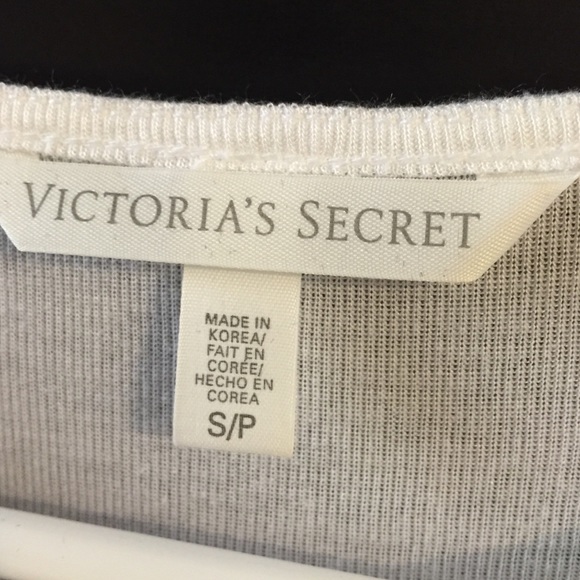 VICTORIA'S SECRET
MADE IN
KOREA/
FAIT EN
CORÉE/
HECHO EN
COREA
S/P